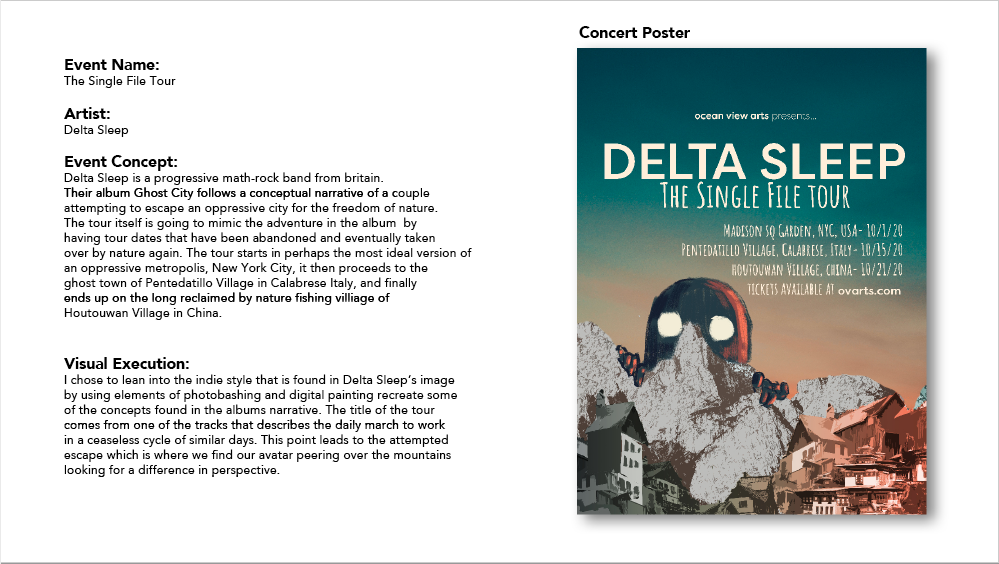 Event Name:
The Single File Tour
Artist:
Delta Sleep
Event Concept:
Delta Sleep is a progressive math-rock band from britain.
Their album Ghost City follows a conceptual narrative of a couple
attempting to escape an oppressive city for the freedom of nature.
The tour itself is going to mimic the adventure in the album by
having tour dates that have been abandoned and eventually taken
over by nature again. The tour starts in perhaps the most ideal version of
an oppressive metropolis, New York City, it then proceeds to the
ghost town of Pentedatillo Village in Calabrese Italy, and finally
ends up on the long reclaimed by nature fishing villiage of
Houtouwan Village in China.
Visual Execution:
I chose to lean into the indie style that is found in Delta Sleep's image
by using elements of photobashing and digital painting recreate some
of the concepts found in the albums narrative. The title of the tour
comes from one of the tracks that describes the daily march to work
in a ceaseless cycle of similar days. This point leads to the attempted
escape which is where we find our avatar peering over the mountains
looking for a difference in perspective.
Concert Poster
ocean view arts presents...
DELTA SLEEP
The Single File Tour
Madison sq Garden, NYC, USA- 10/1/20
Pentedatillo Village, Calabrese, Italy- 10/15/20
Houtouwan Village, China- 10/21/20
Tickets available at ovarts.com